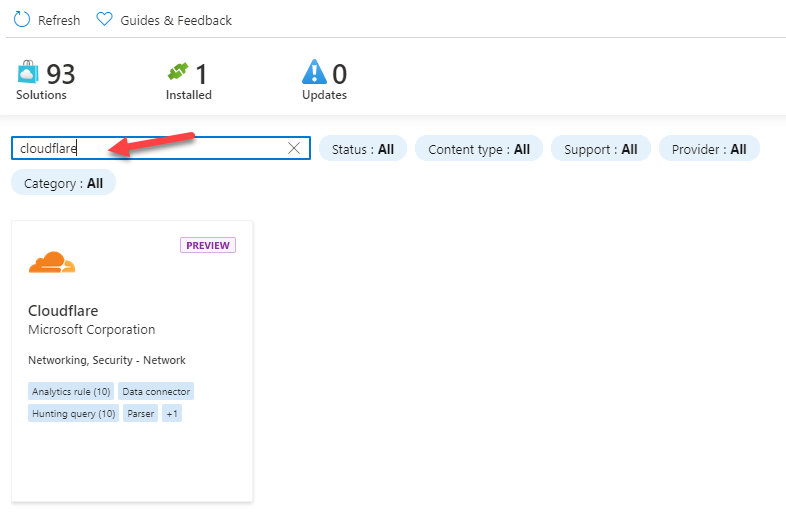 Refresh Guides & Feedback
93 1 0
Solutions Installed Updates
cloudflare Status : All Content type : All Support : All Provider : All
Category : All
PREVIEW
Cloudflare
Microsoft Corporation
Networking, Security - Network
Analytics rule (10) Data connector
Hunting query (10) Parser +1